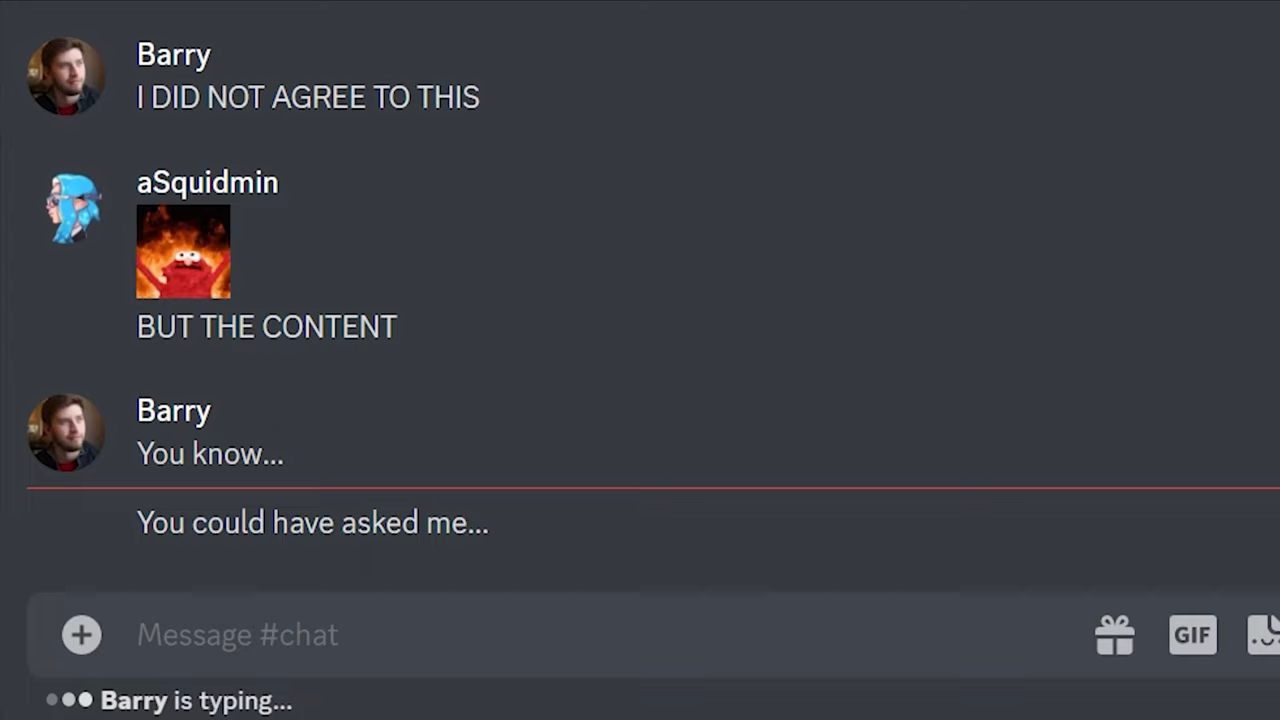 Barry
I DID NOT AGREE TO THIS
aSquidmin
BUT THE CONTENT
Barry
You know...
You could have asked me...
Message #chat
GIF
Barry is typing...